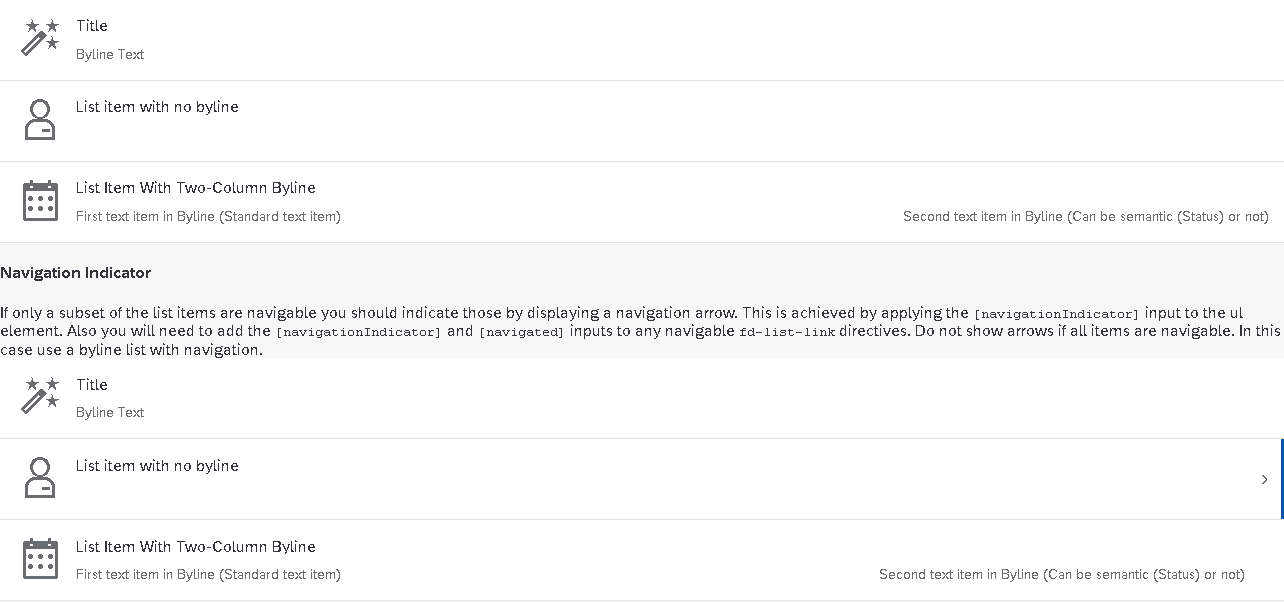 Title
Byline Text
List item with no byline
List Item With Two-Column Byline
First text item in Byline (Standard text item) Second text item in Byline (Can be semantic (Status) or not)
Navigation Indicator
If only a subset of the list items are navigable you should indicate those by displaying a navigation arrow. This is achieved by applying the [navigationIndicator] input to the ul
element. Also you will need to add the [navigationIndicator] and [navigated] inputs to any navigable fd-list-link directives. Do not show arrows if all items are navigable. In this
case use a byline list with navigation.
Title
Byline Text
List item with no byline
List Item With Two-Column Byline
First text item in Byline (Standard text item) Second text item in Byline (Can be semantic (Status) or not)